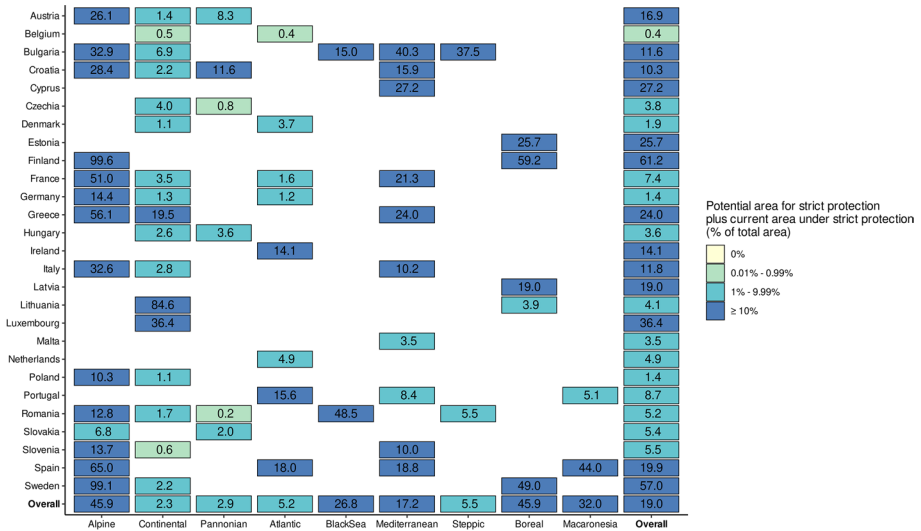 Austria 26.1 1.4 8.3 16.9
Belgium 0.5 0.4 0.4
Bulgaria 32.9 6.9 15.0 40.3 37.5 11.6
Croatia 28.4 2.2 11.6 15.9 10.3
Cyprus 27.2 27.2
Czechia 4.0 0.8 3.8
Denmark 1.1 3.7 1.9
Estonia 25.7 25.7
Finland 99.6 59.2 61.2
France 51.0 3.5 1.6 21.3 7.4
Germany 14.4 1.3 1.2 1.4
Greece 56.1 19.5 24.0 24.0
Hungary 2.6 3.6 3.6
Ireland 14.1 14.1
Italy 32.6 2.8 10.2 11.8
Latvia 19.0 19.0
Lithuania 84.6 3.9 4.1
Luxembourg 36.4 36.4
Malta 3.5 3.5
Netherlands 4.9 4.9
Poland 10.3 1.1 1.4
Portugal 15.6 8.4 5.1 8.7
Romania 12.8 1.7 0.2 48.5 5.5 5.2
Slovakia 6.8 2.0 5.4
Slovenia 13.7 0.6 10.0 5.5
Spain 65.0 18.0 18.8 44.0 19.9
Sweden 99.1 2.2 49.0 57.0
Overall 45.9 2.3 2.9 5.2 26.8 17.2 5.5 45.9 32.0 19.0
Alpine Continental Pannonian Atlantic BlackSea Mediterranean Steppic Boreal Macaronesia Overall
Potential area for strict protection
plus current area under strict protection
(% of total area)
0%
0.01% - 0.99%
1% - 9.99%
≥ 10%